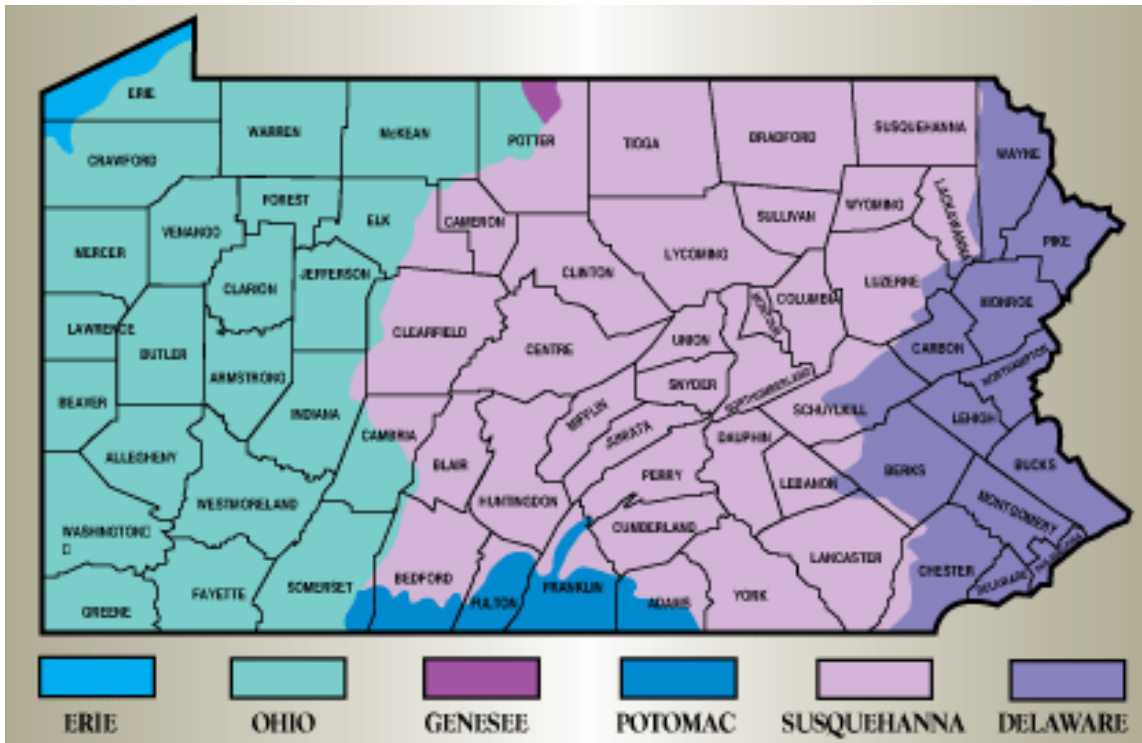 ERIE
WARREN
McKEAN
POTTER
TIOGA
BRADFORD
SUSQUEHANNA
WAYNE
CRAWFORD
FOREST
ELK
CAMERON
SULLIVAN
WYOMING
LACKAWANNA
PIKE
MERCER
VENANGO
JEFFERSON
CLINTON
LYCOMING
LUZERNE
CLARION
COLUMBIA
MONROE
LAWRENCE
BUTLER
CLEARFIELD
CENTRE
UNION
CARBON
ARMSTRONG
SNYDER
NORTHAMPTON
BEAVER
INDIANA
MIFFLIN
NORTHUMBERLAND
SCHUYLKILL
LEHIGH
CAMBRIA
JUNIATA
DAUPHIN
ALLEGHENY
BLAIR
PERRY
LEBANON
BERKS
BUCKS
WESTMORELAND
HUNTINGDON
MONTGOMERY
WASHINGTON
CUNDERLAND
LANCASTER
CHESTER
DELAWARE
GREENE
FAYETTE
SOMERSET
BEDFORD
FULTON
FRANKLIN
ADAMS
YORK
ERIE
OHIO
GENESEE
POTOMAC
SUSQUEHANNA
DELAWARE